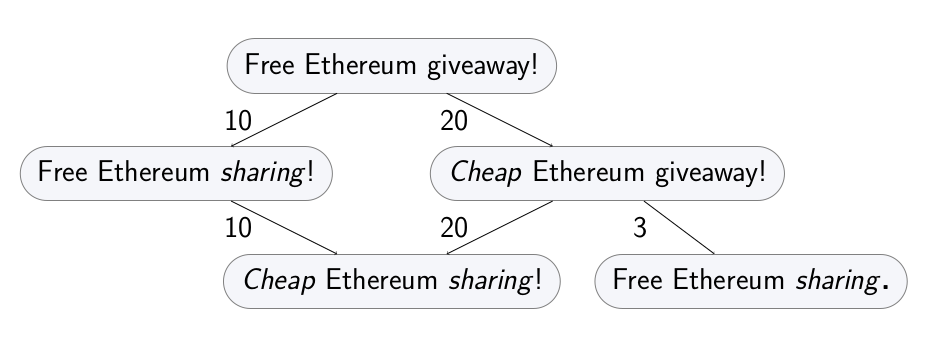 Free Ethereum giveaway!
10
20
Free Ethereum sharing!
Cheap Ethereum giveaway!
10
20
3
Cheap Ethereum sharing!
Free Ethereum sharing.